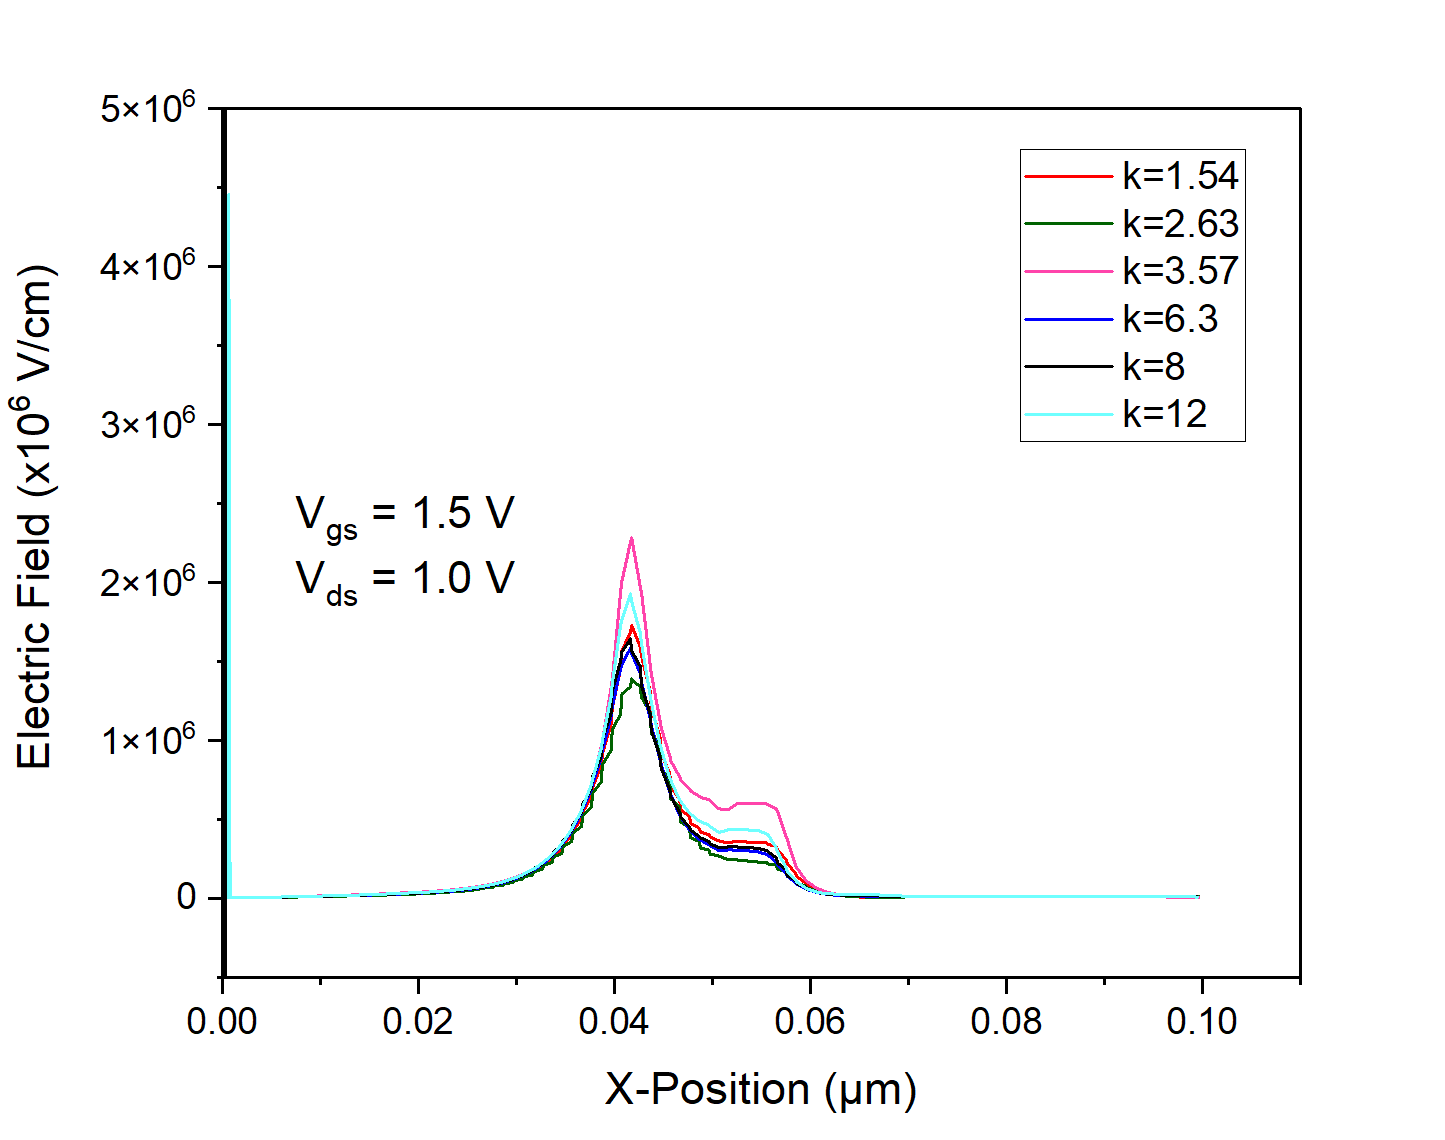 5×10⁶
4×10⁶
3×10⁶
2×10⁶
1×10⁶
0
Electric Field (x10⁶ V/cm)
k=1.54
k=2.63
k=3.57
k=6.3
k=8
k=12
V_gs = 1.5 V
V_ds = 1.0 V
0.00 0.02 0.04 0.06 0.08 0.10
X-Position (µm)